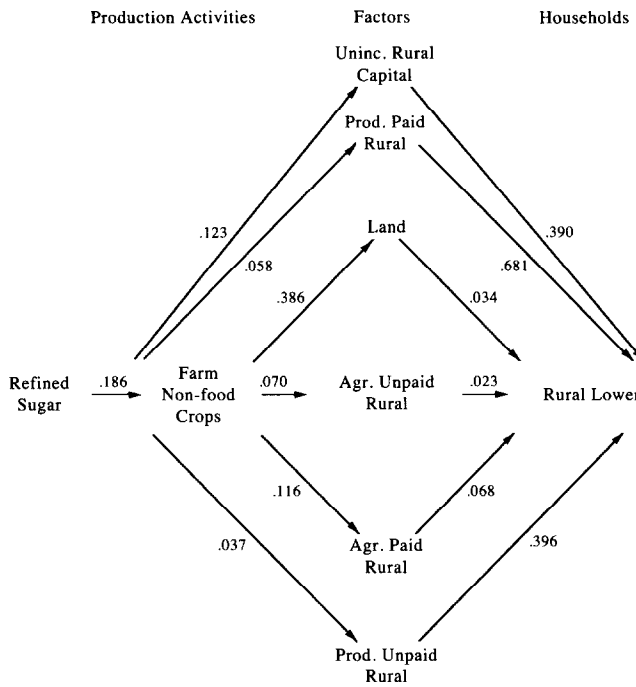 Production Activities Factors Households
Uninc. Rural
Capital
Prod. Paid
Rural
.123
.058
Land
.390
.681
.386
.034
Refined
Sugar
.186
Farm
Non-food
Crops
.070
Agr. Unpaid
Rural
.023
Rural Lower
.116
.068
.037
Agr. Paid
Rural
.396
Prod. Unpaid
Rural